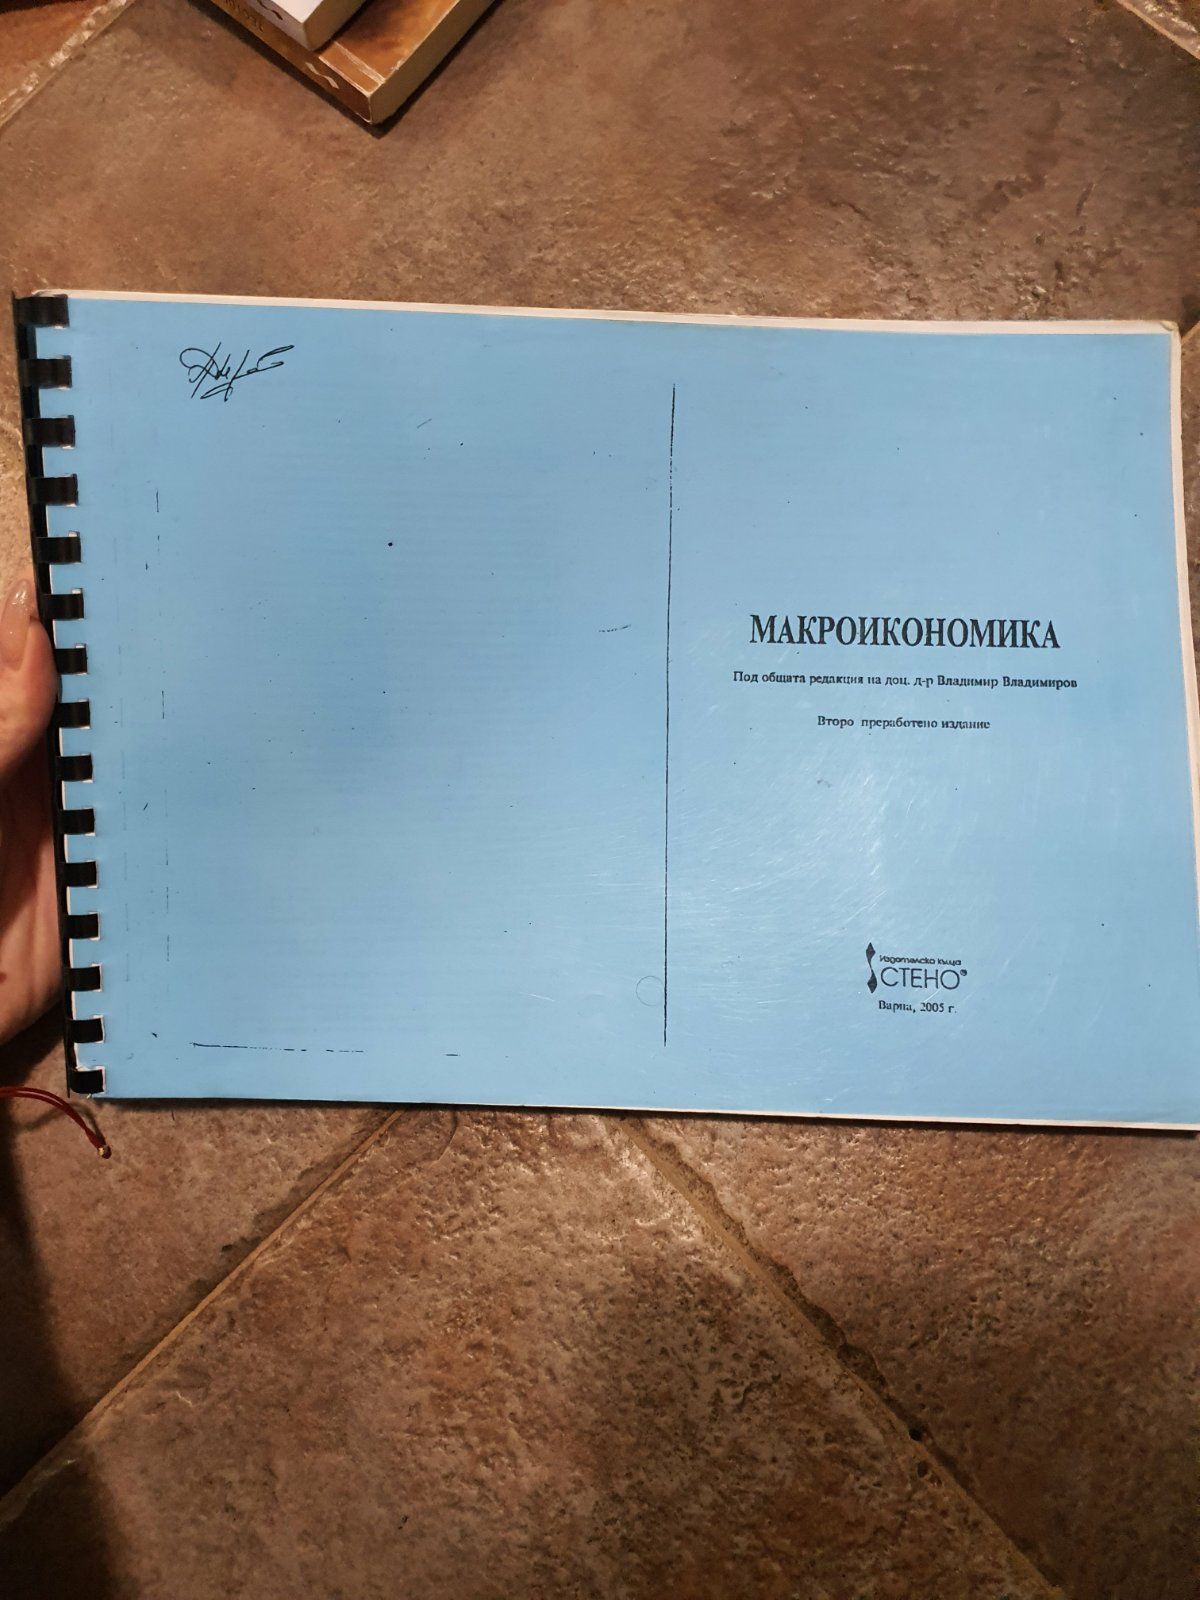 МАКРОИКОНОМИКА
Под общата редакция на доц. д-р Владимир Владимиров
Второ преработено издание
Издателска къща
СТЕНО®
Варна, 2005 г.